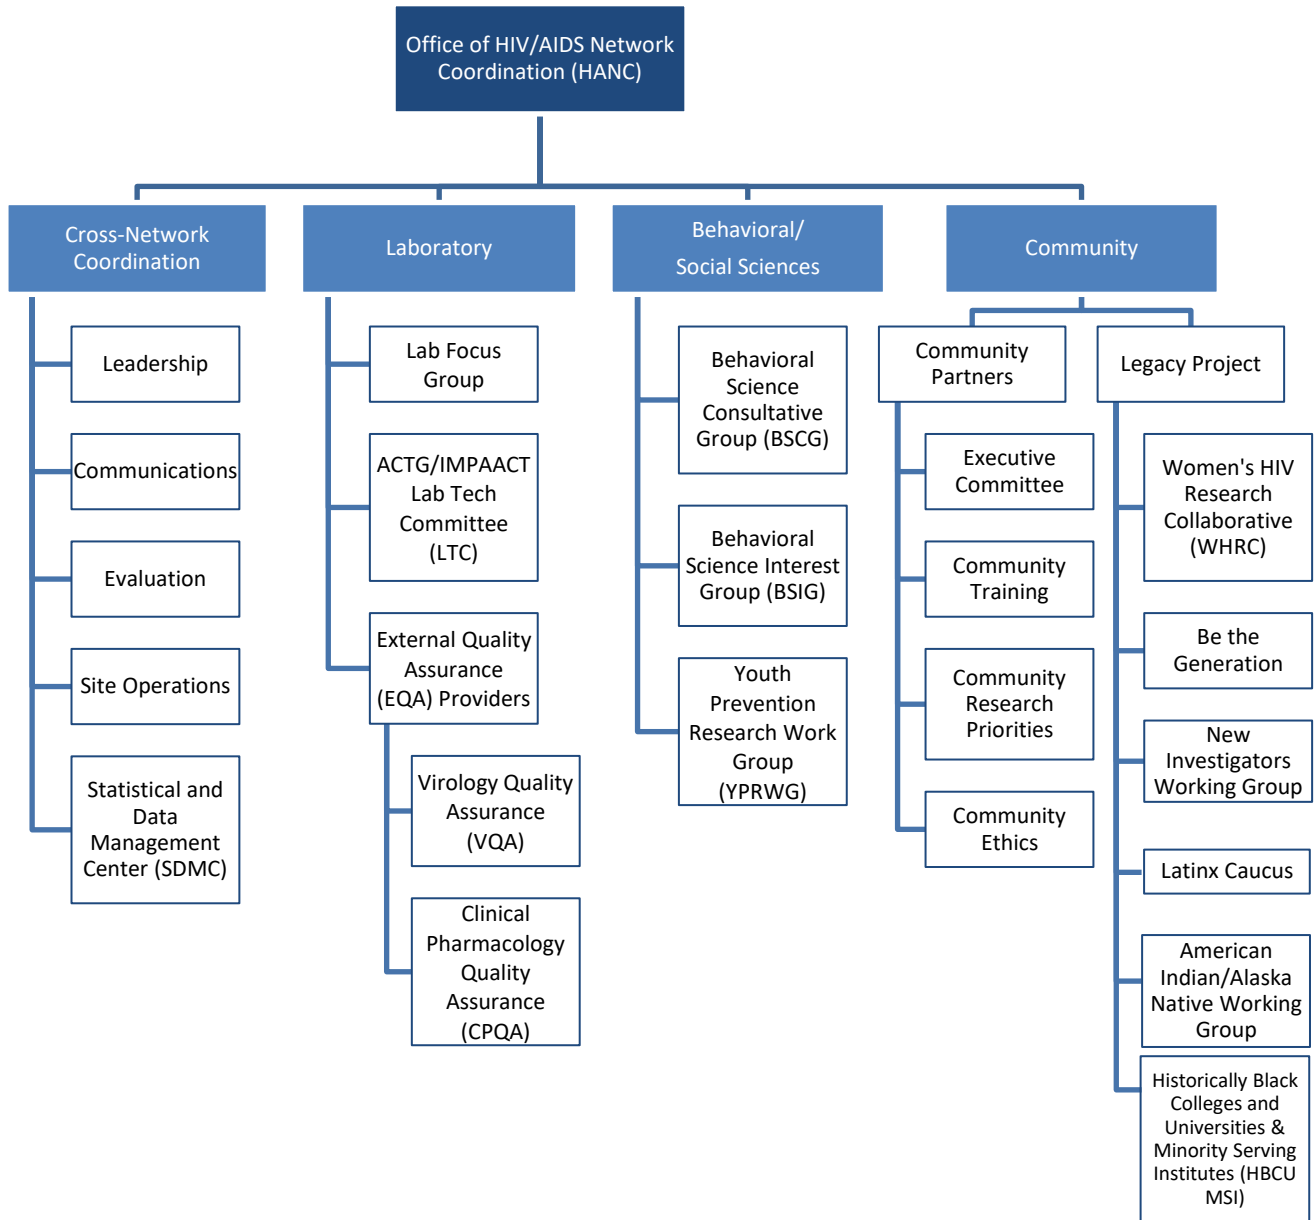 Office of HIV/AIDS Network
Coordination (HANC)
Cross-Network
Coordination
Laboratory
Behavioral/
Social Sciences
Community
Leadership
Communications
Evaluation
Site Operations
Statistical and
Data
Management
Center (SDMC)
Lab Focus
Group
ACTG/IMPAACT
Lab Tech
Committee
(LTC)
External Quality
Assurance
(EQA) Providers
Virology Quality
Assurance
(VQA)
Clinical
Pharmacology
Quality
Assurance
(CPQA)
Behavioral
Science
Consultative
Group (BSCG)
Behavioral
Science Interest
Group (BSIG)
Youth
Prevention
Research Work
Group
(YPRWG)
Community
Partners
Executive
Committee
Community
Training
Community
Research
Priorities
Community
Ethics
Legacy Project
Women's HIV
Research
Collaborative
(WHRC)
Be the
Generation
New
Investigators
Working Group
Latinx Caucus
American
Indian/Alaska
Native Working
Group
Historically Black
Colleges and
Universities &
Minority Serving
Institutes (HBCU
MSI)